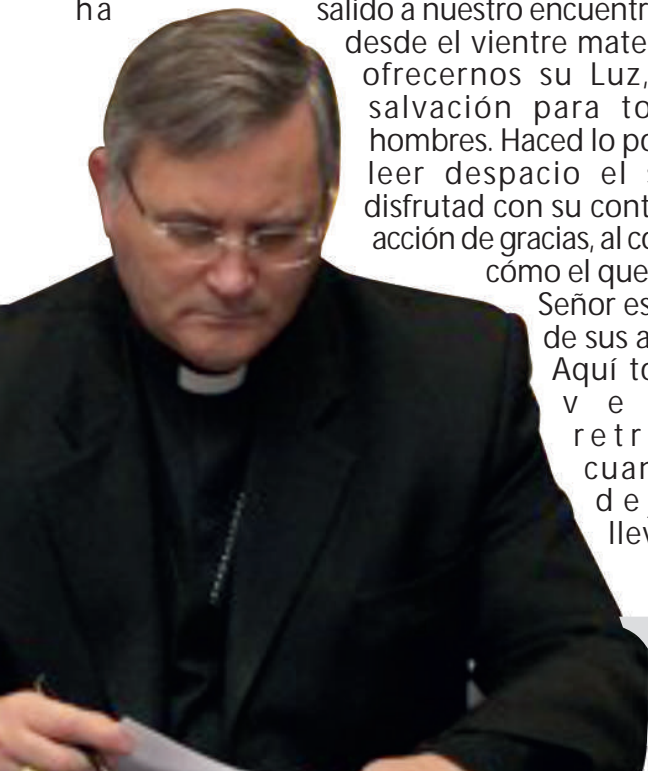 ha salido a nuestro encuentr
desde el vientre mate
ofrecernos su Luz,
salvación para to
hombres. Haced lo po
leer despacio el s
disfrutad con su cont
acción de gracias, al co
cómo el que
Señor es
de sus a
Aquí to
v e
retr
cuan
de
llev